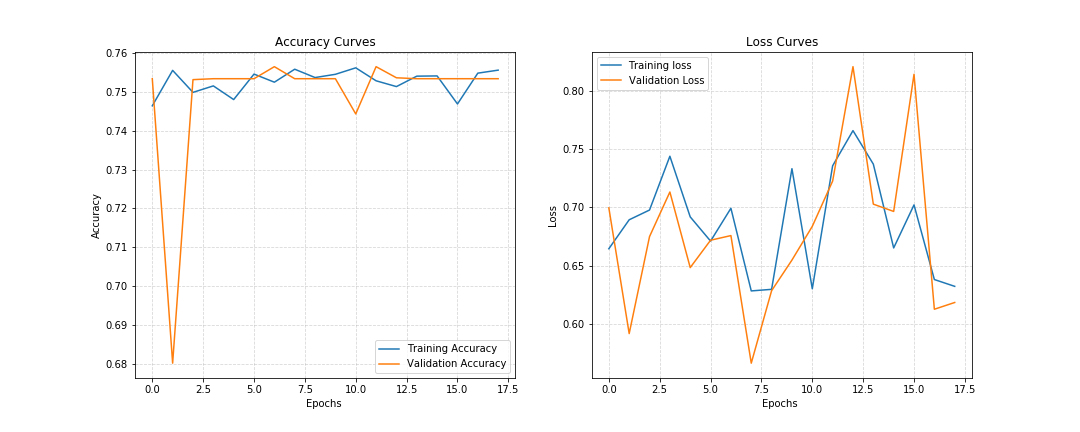 Accuracy Curves
Accuracy
0.76
0.75
0.74
0.73
0.72
0.71
0.70
0.69
0.68
Training Accuracy
Validation Accuracy
0.0 2.5 5.0 7.5 10.0 12.5 15.0 17.5
Epochs
Loss Curves
Training loss
Validation Loss
Loss
0.80
0.75
0.70
0.65
0.60
0.0 2.5 5.0 7.5 10.0 12.5 15.0 17.5
Epochs